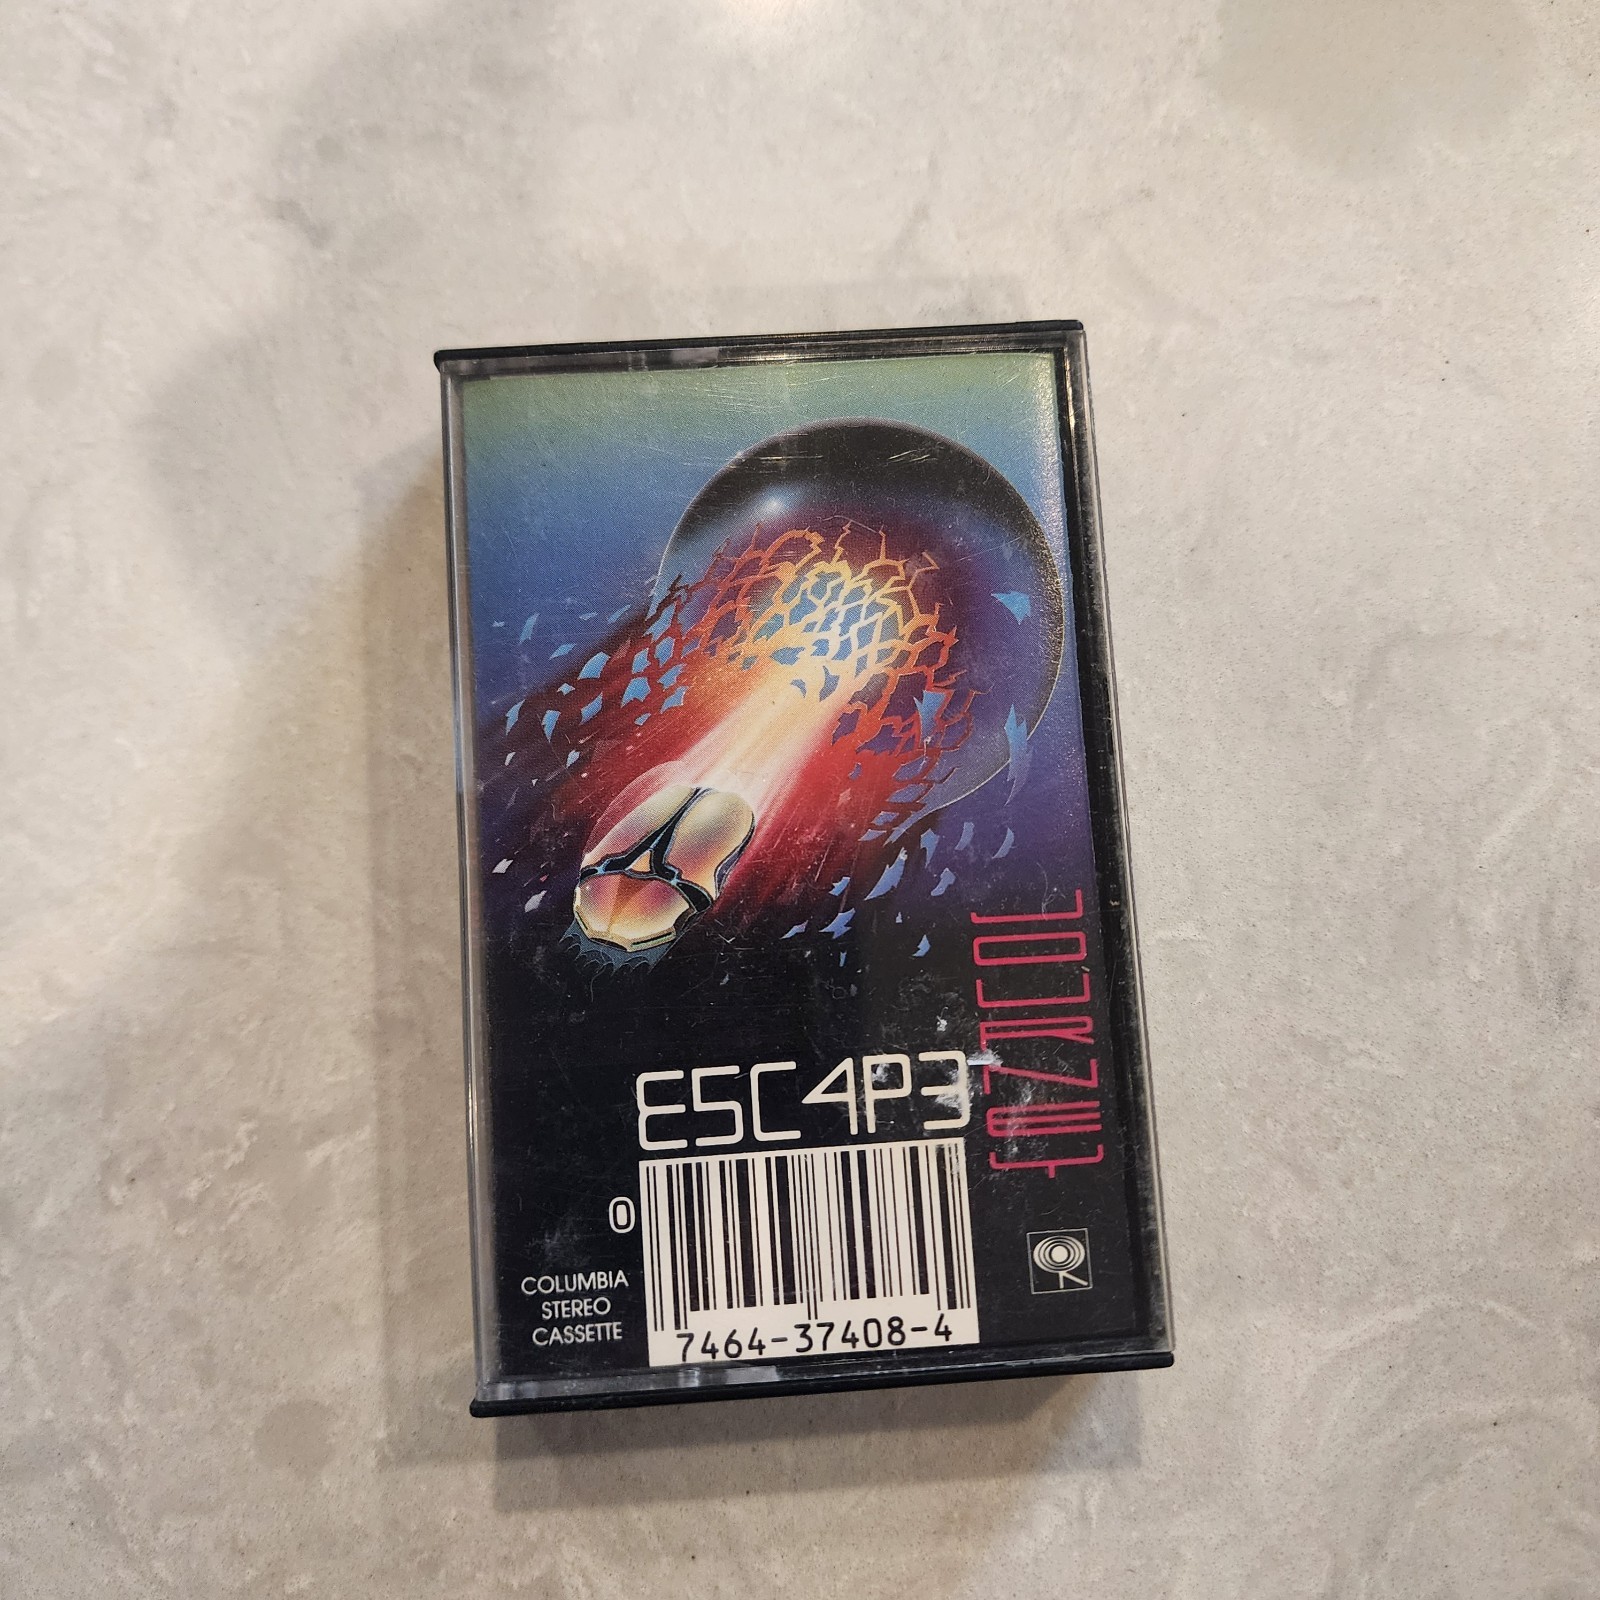 JOURNEY
E5C4P3
0
COLUMBIA
STEREO
CASSETTE
7464-37408-4